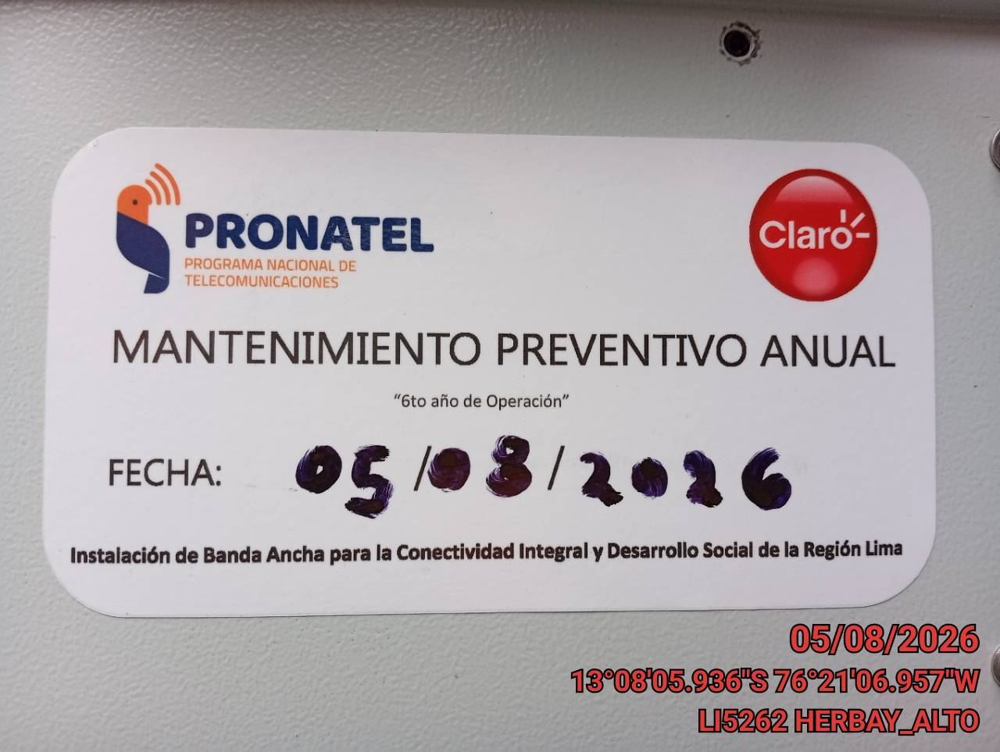 PRONATEL
PROGRAMA NACIONAL DE
TELECOMUNICACIONES
Claro
MANTENIMIENTO PREVENTIVO ANUAL
“6to año de Operación”
FECHA: 05/08/2026
Instalación de Banda Ancha para la Conectividad Integral y Desarrollo Social de la Región Lima
05/08/2026
13°08'05.936"S 76°21'06.957"W
LI5262 HERBAY_ALTO